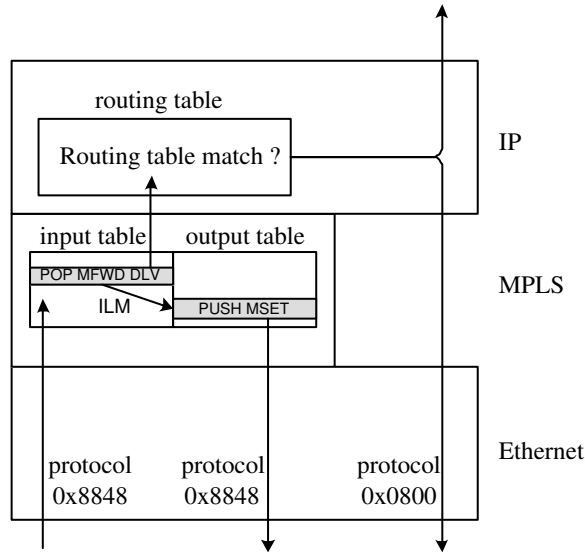 routing table
Routing table match ?
IP
input table
output table
POP MFWD DLV
MPLS
ILM
PUSH MSET
Ethernet
protocol
0x8848
protocol
0x8848
protocol
0x0800